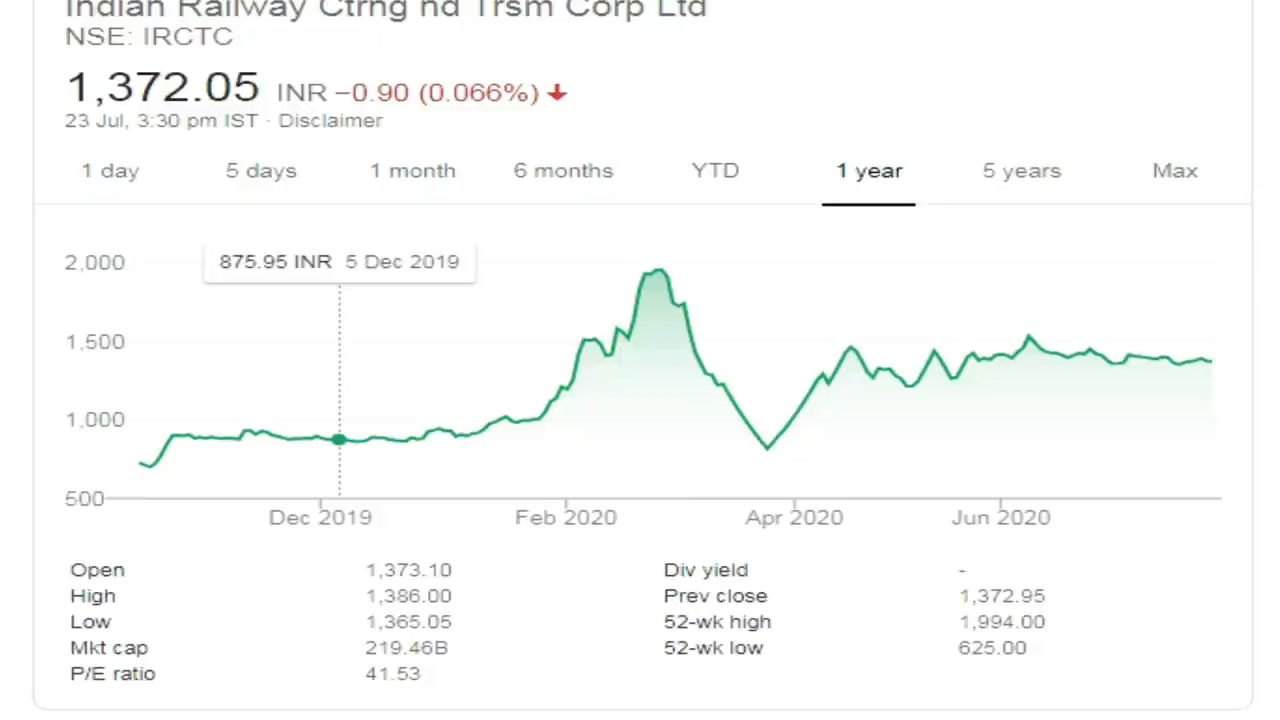 Indian Railway Ctrng nd Trsm Corp Ltd
NSE: IRCTC
1,372.05 INR −0.90 (0.066%)
23 Jul, 3:30 pm IST · Disclaimer
1 day 5 days 1 month 6 months YTD 1 year 5 years Max
875.95 INR 5 Dec 2019
2,000
1,500
1,000
500
Dec 2019 Feb 2020 Apr 2020 Jun 2020
Open 1,373.10 Div yield -
High 1,386.00 Prev close 1,372.95
Low 1,365.05 52-wk high 1,994.00
Mkt cap 219.46B 52-wk low 625.00
P/E ratio 41.53